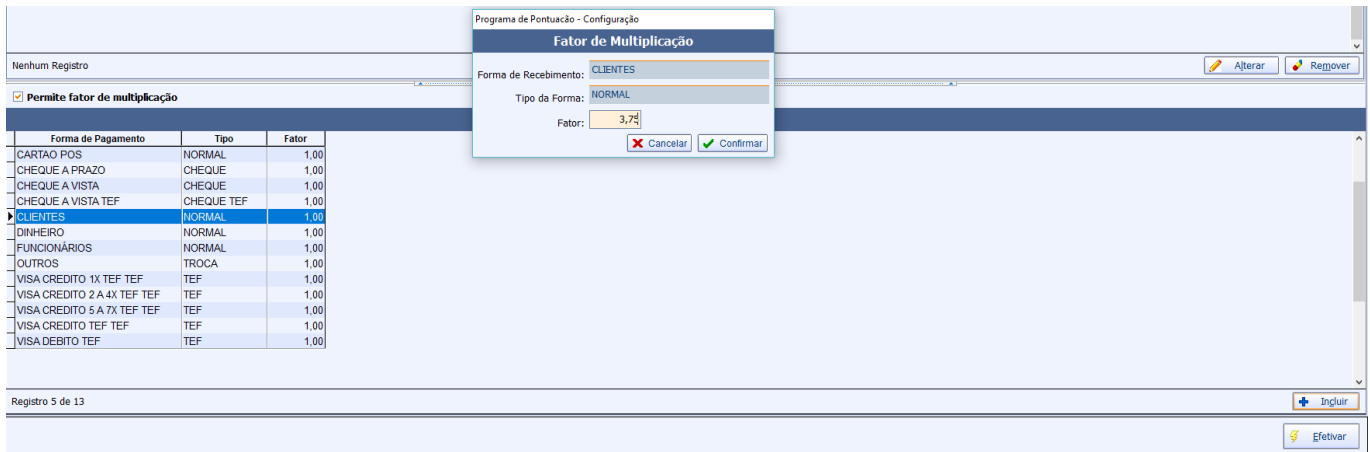 Programa de Pontuacão - Configuração
Fator de Multiplicação
Nenhum Registro
Alterar
Remover
Forma de Recebimento: CLIENTES
Tipo da Forma: NORMAL
Fator: 3,75
Cancelar
Confirmar
Permite fator de multiplicação
Forma de Pagamento Tipo Fator
CARTAO POS NORMAL 1,00
CHEQUE A PRAZO CHEQUE 1,00
CHEQUE A VISTA CHEQUE 1,00
CHEQUE A VISTA TEF CHEQUE TEF 1,00
CLIENTES NORMAL 1,00
DINHEIRO NORMAL 1,00
FUNCIONÁRIOS NORMAL 1,00
OUTROS TROCA 1,00
VISA CREDITO 1X TEF TEF TEF 1,00
VISA CREDITO 2 A 4X TEF TEF TEF 1,00
VISA CREDITO 5 A 7X TEF TEF TEF 1,00
VISA CREDITO TEF TEF TEF 1,00
VISA DEBITO TEF TEF 1,00
Registro 5 de 13
Incluir
Efetivar